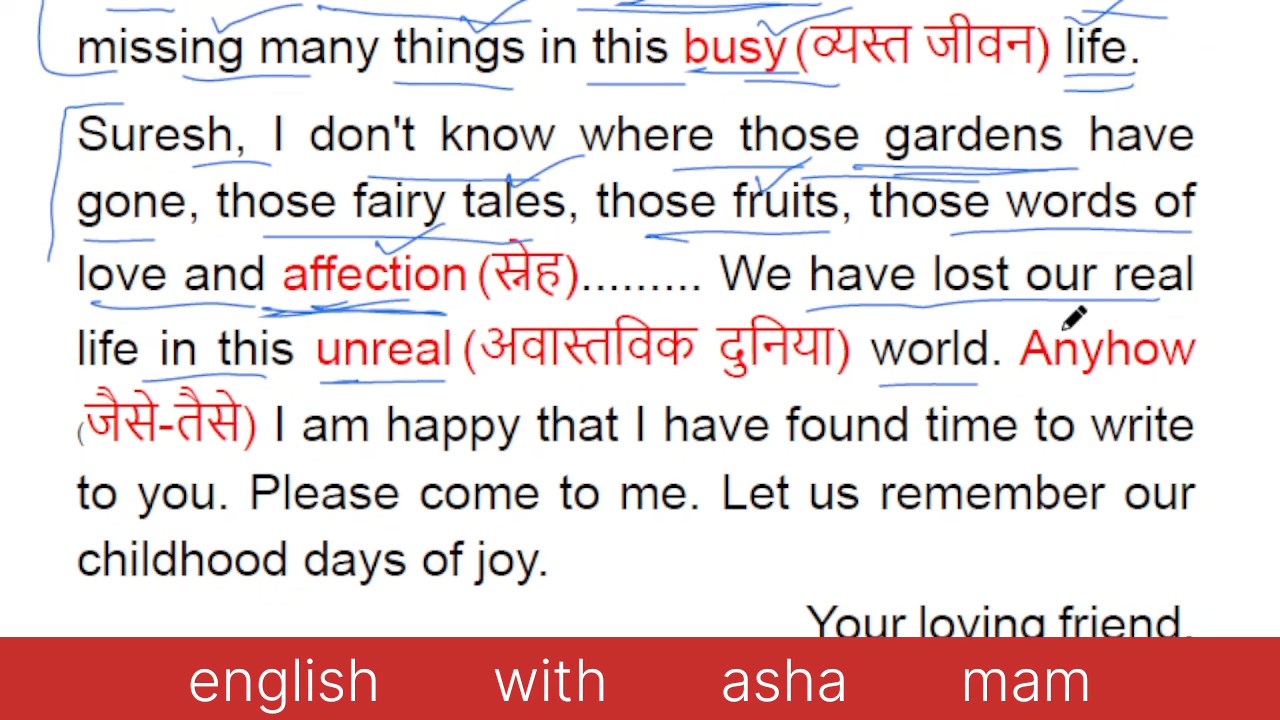 missing many things in this busy (व्यस्त जीवन) life.
Suresh, I don't know where those gardens have
gone, those fairy tales, those fruits, those words of
love and affection (स्नेह)......... We have lost our real
life in this unreal (अवास्तविक दुनिया) world. Anyhow
(जैसे-तैसे) I am happy that I have found time to write
to you. Please come to me. Let us remember our
childhood days of joy.
Your loving friend,
english with asha mam